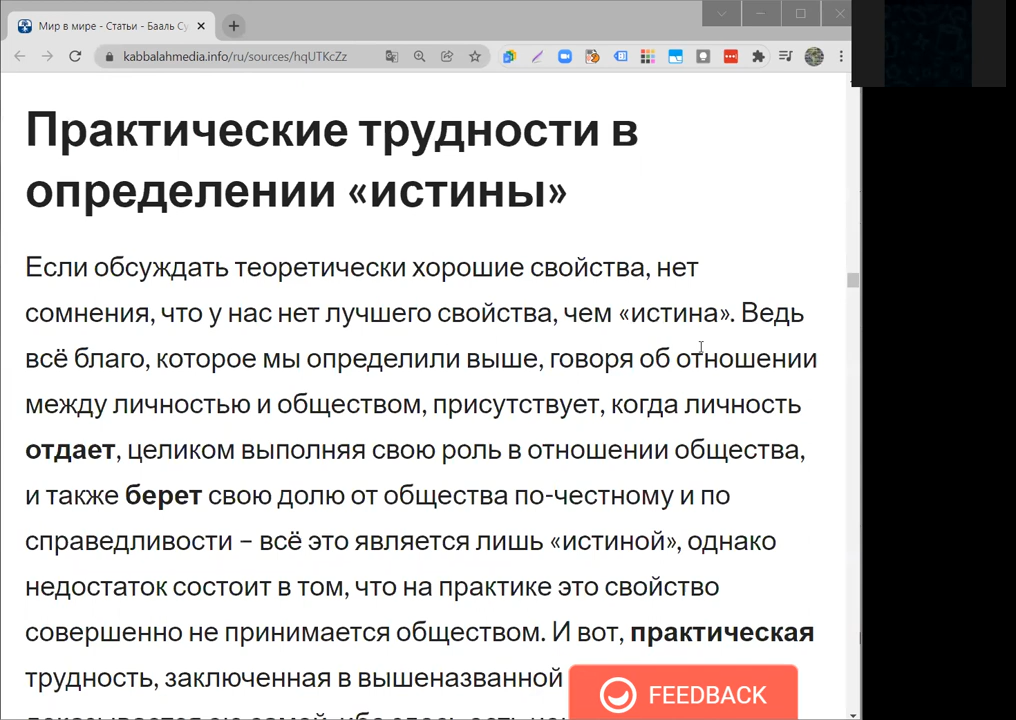 Мир в мире - Статьи - Бааль Су
kabbalahmedia.info/ru/sources/hqUTKcZz
Практические трудности в
определении «истины»
Если обсуждать теоретически хорошие свойства, нет
сомнения, что у нас нет лучшего свойства, чем «истина». Ведь
всё благо, которое мы определили выше, говоря об отношении
между личностью и обществом, присутствует, когда личность
отдает, целиком выполняя свою роль в отношении общества,
и также берет свою долю от общества по-честному и по
справедливости – всё это является лишь «истиной», однако
недостаток состоит в том, что на практике это свойство
совершенно не принимается обществом. И вот, практическая
трудность, заключенная в вышеназванной
FEEDBACK